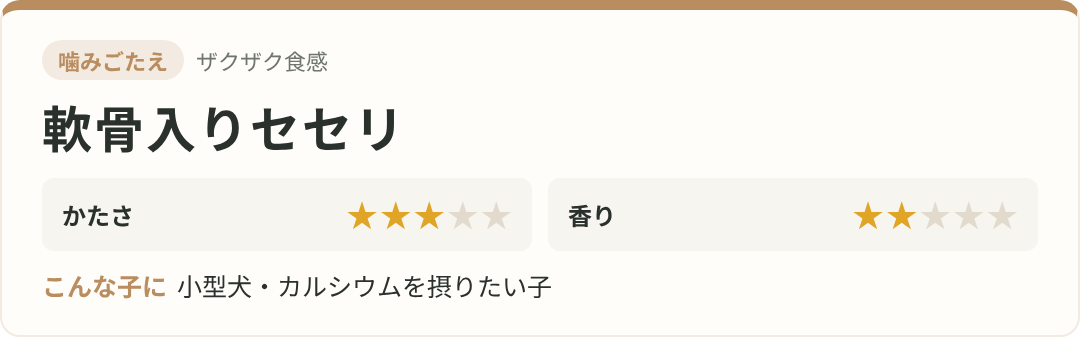 噛みごたえ ザクザク食感
軟骨入りセセリ
かたさ ★★★★★ 香り ★★★★★
こんな子に 小型犬・カルシウムを摂りたい子